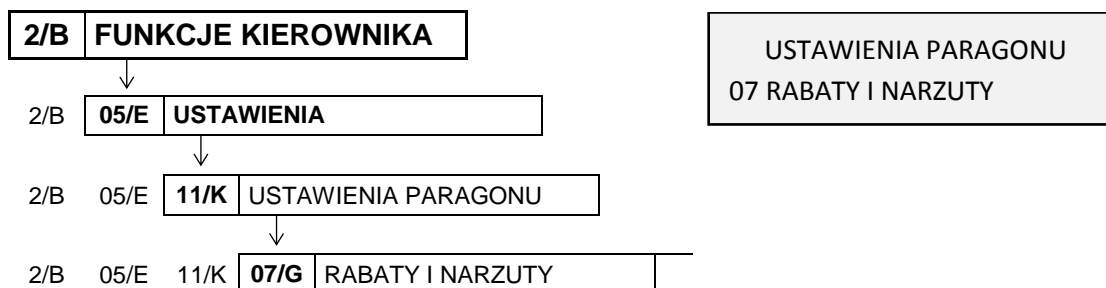 2/B FUNKCJE KIEROWNIKA
2/B 05/E USTAWIENIA
2/B 05/E 11/K USTAWIENIA PARAGONU
2/B 05/E 11/K 07/G RABATY I NARZUTY
USTAWIENIA PARAGONU
07 RABATY I NARZUTY